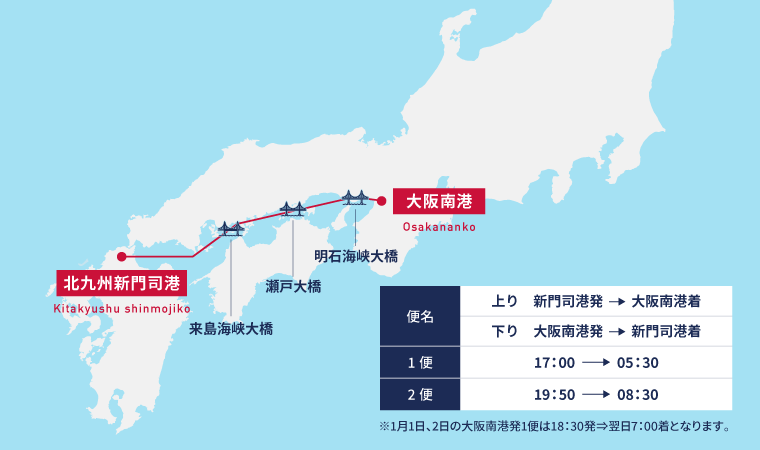 大阪南港
Osakananko
明石海峡大橋
北九州新門司港
Kitakyushu shinmojiko
瀬戸大橋
来島海峡大橋
便名
上り 新門司港発 → 大阪南港着
下り 大阪南港発 → 新門司港着
1便 17:00 → 05:30
2便 19:50 → 08:30
※1月1日、2日の大阪南港発1便は18:30発⇒翌日7:00着となります。